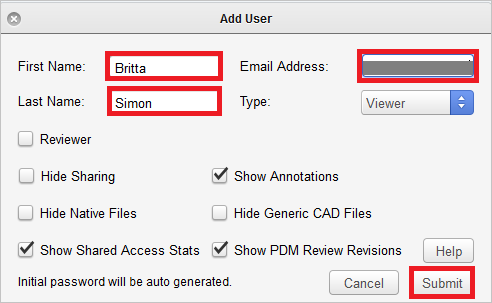 Add User
First Name: Britta Email Address:
Last Name: Simon Type: Viewer
Reviewer
Hide Sharing Show Annotations
Hide Native Files Hide Generic CAD Files
Show Shared Access Stats Show PDM Review Revisions Help
Initial password will be auto generated. Cancel Submit